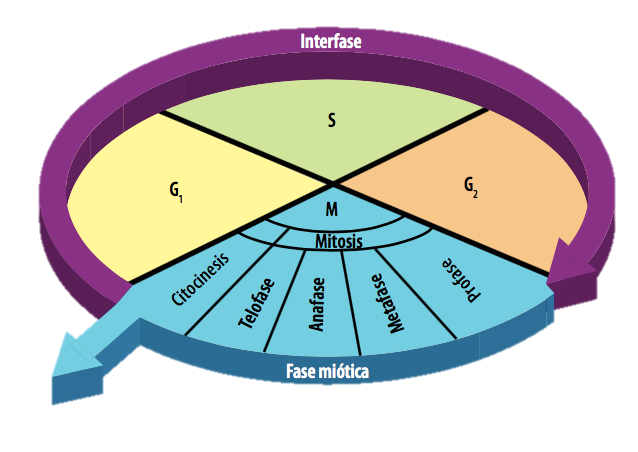 Interfase
S
G1
G2
M
Mitosis
Citocinesis
Telofase
Anafase
Metafase
Profase
Fase miótica